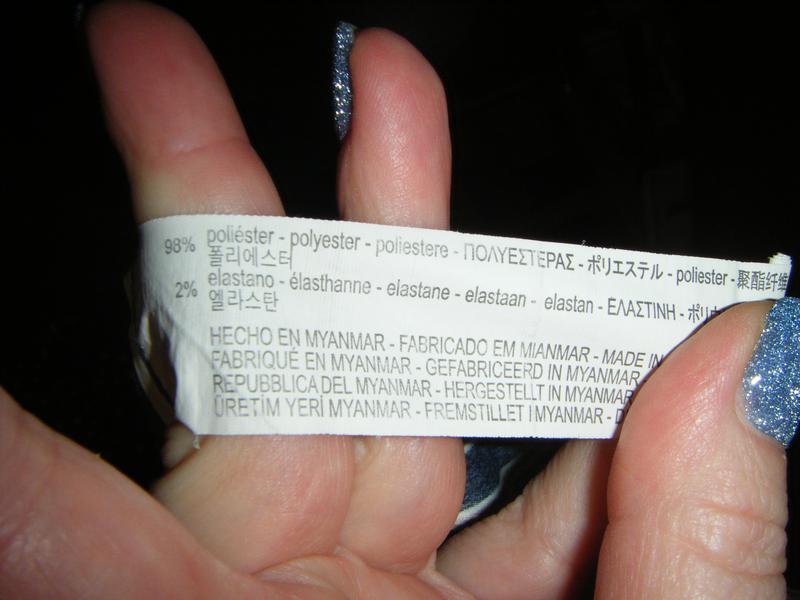 98% poliéster - polyester - poliestere - ΠΟΛΥΕΣΤΕΡΑΣ - ポリエステル - poliester - 聚酯纤维
폴리에스터
2% elastano - élasthanne - elastane - elastaan - elastan - ΕΛΑΣΤΙΝΗ -
엘라스탄
HECHO EN MYANMAR - FABRICADO EM MIANMAR - MADE IN
FABRIQUÉ EN MYANMAR - GEFABRICEERD IN MYANMAR
REPUBBLICA DEL MYANMAR - HERGESTELLT IN MYANMAR
ÜRETİM YERİ MYANMAR - FREMSTILLET I MYANMAR -